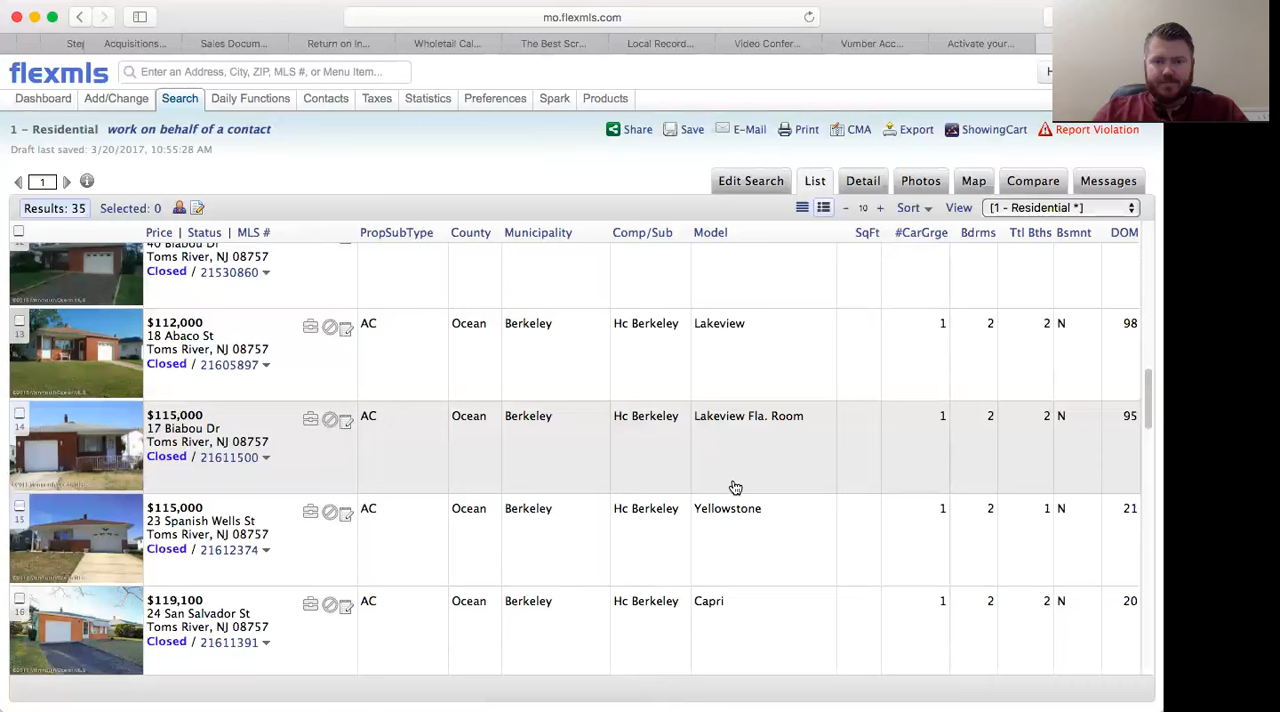 mo.flexmls.com
Step Acquisitions... Sales Docum... Return on In... Wholetail Cal... The Best Scr... Local Record... Video Confer... Vumber Acc... Activate your...
flexmls Enter an Address, City, ZIP, MLS #, or Menu Item... H
Dashboard Add/Change Search Daily Functions Contacts Taxes Statistics Preferences Spark Products
1 - Residential work on behalf of a contact Share Save E-Mail Print CMA Export ShowingCart Report Violation
Draft last saved: 3/20/2017, 10:55:28 AM
1 Edit Search List Detail Photos Map Compare Messages
Results: 35 Selected: 0 - 10 + Sort View [1 - Residential *]
Price | Status | MLS # PropSubType County Municipality Comp/Sub Model SqFt #CarGrge Bdrms Ttl Bths Bsmnt DOM
40 Biabou Dr
Toms River, NJ 08757
Closed / 21530860
13 $112,000 AC Ocean Berkeley Hc Berkeley Lakeview 1 2 2 N 98
18 Abaco St
Toms River, NJ 08757
Closed / 21605897
14 $115,000 AC Ocean Berkeley Hc Berkeley Lakeview Fla. Room 1 2 2 N 95
17 Biabou Dr
Toms River, NJ 08757
Closed / 21611500
15 $115,000 AC Ocean Berkeley Hc Berkeley Yellowstone 1 2 1 N 21
23 Spanish Wells St
Toms River, NJ 08757
Closed / 21612374
16 $119,100 AC Ocean Berkeley Hc Berkeley Capri 1 2 2 N 20
24 San Salvador St
Toms River, NJ 08757
Closed / 21611391